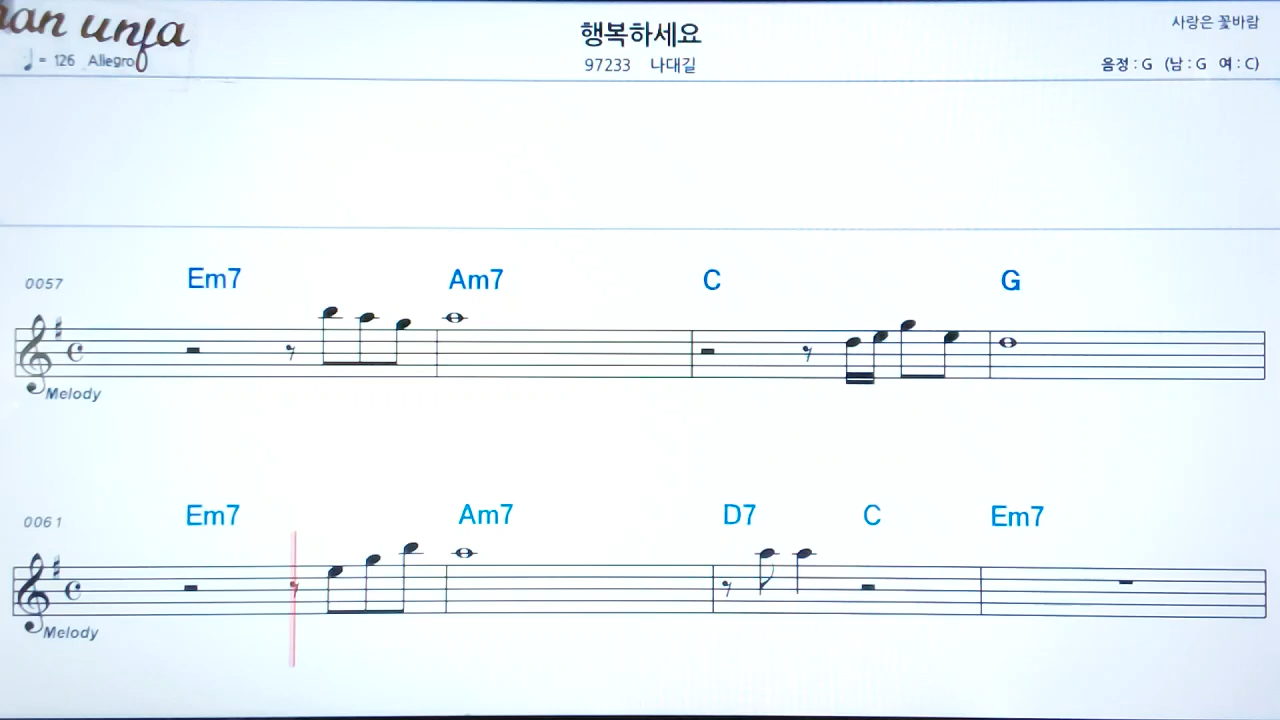 an unja
♩ = 126 Allegro
행복하세요
97233 나대길
사랑은 꽃바람
음정 : G (남 : G 여 : C)
0057 Em7 Am7 C G
Melody
0061 Em7 Am7 D7 C Em7
Melody